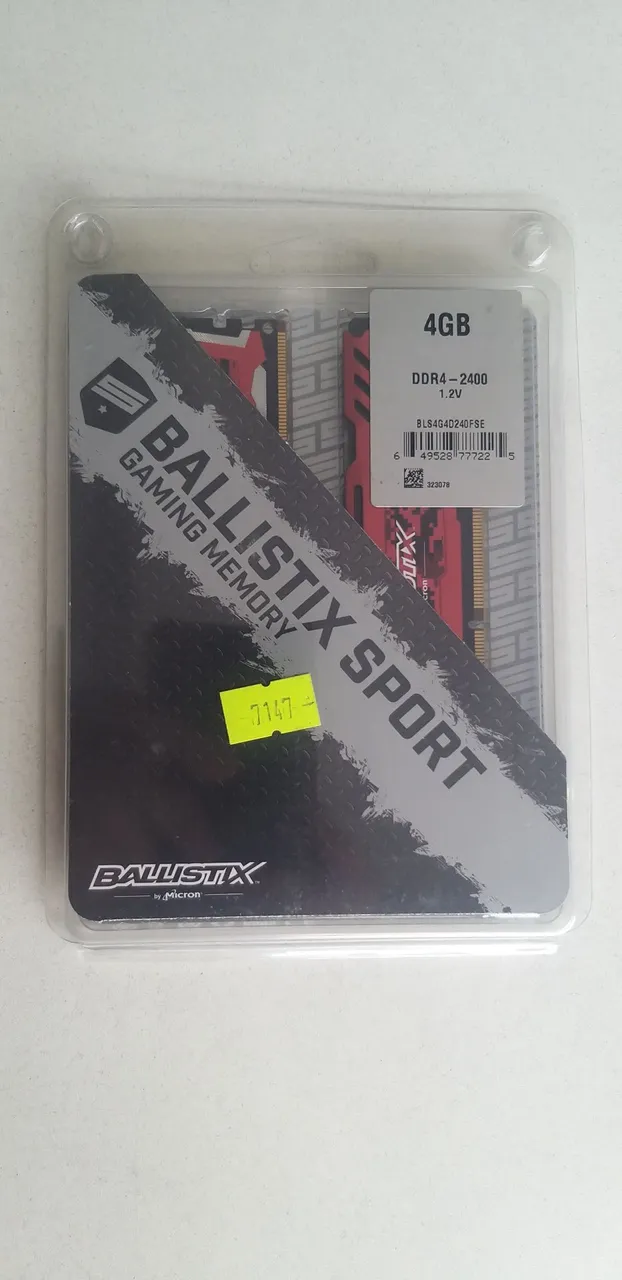 4GB
DDR4-2400
1.2V
BLS4G4D240FSE
6 49528 77722 5
323078
BALLISTIX SPORT
GAMING MEMORY
7147
BALLISTIX
by Micron